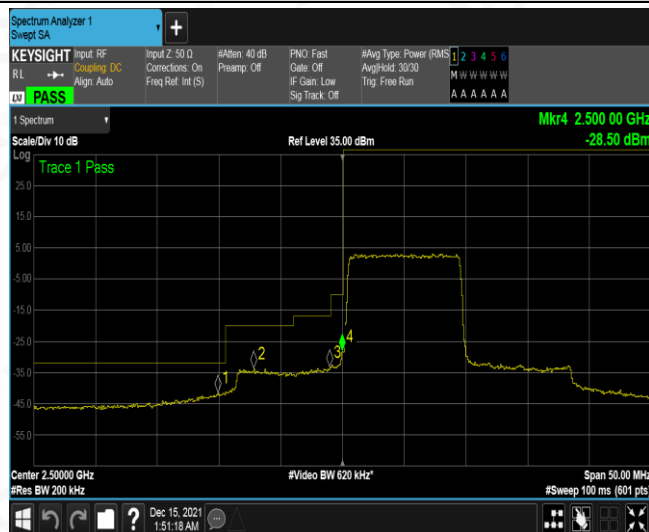 Spectrum Analyzer 1
Swept SA
+
KEYSIGHT Input: RF Input Z: 50 Ω #Atten: 40 dB PNO: Fast #Avg Type: Power (RMS 1 2 3 4 5 6
RL Coupling: DC Corrections: On Preamp: Off Gate: Off Avg|Hold: 30/30 M W W W W W
Align: Auto Freq Ref: Int (S) IF Gain: Low Trig: Free Run
LXI PASS Sig Track: Off A A A A A A
1 Spectrum Mkr4 2.500 00 GHz
Scale/Div 10 dB Ref Level 35.00 dBm -28.50 dBm
Log
Trace 1 Pass
25.0
15.0
5.00
-5.00
-15.0
-25.0
-35.0
-45.0
-55.0
1
2
3
4
Center 2.50000 GHz #Video BW 620 kHz* Span 50.00 MHz
#Res BW 200 kHz #Sweep 100 ms (601 pts)
? Dec 15, 2021
1:51:18 AM